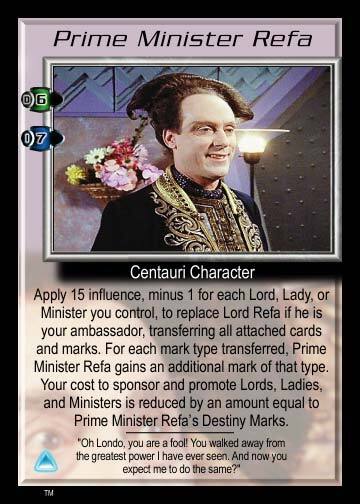 Prime Minister Refa
D 6
I 7
Centauri Character
Apply 15 influence, minus 1 for each Lord, Lady, or
Minister you control, to replace Lord Refa if he is
your ambassador, transferring all attached cards
and marks. For each mark type transferred, Prime
Minister Refa gains an additional mark of that type.
Your cost to sponsor and promote Lords, Ladies,
and Ministers is reduced by an amount equal to
Prime Minister Refa's Destiny Marks.
"Oh Londo, you are a fool! You walked away from
the greatest power I have ever seen. And now you
expect me to do the same?"
TM